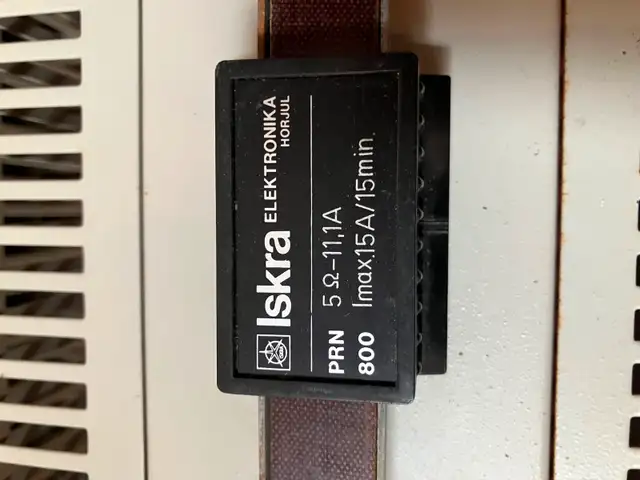 Iskra ELEKTRONIKA
HORJUL
PRN 5 Ω-11,1A
800 Imax.15A/15min.